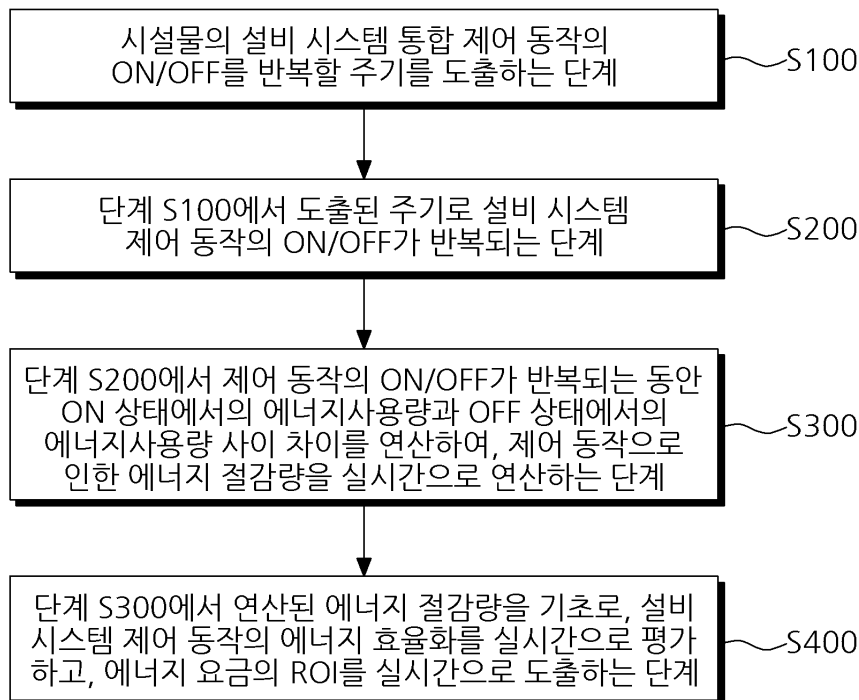 시설물의 설비 시스템 통합 제어 동작의
ON/OFF를 반복할 주기를 도출하는 단계
S100
단계 S100에서 도출된 주기로 설비 시스템
제어 동작의 ON/OFF가 반복되는 단계
S200
단계 S200에서 제어 동작의 ON/OFF가 반복되는 동안
ON 상태에서의 에너지사용량과 OFF 상태에서의
에너지사용량 사이 차이를 연산하여, 제어 동작으로
인한 에너지 절감량을 실시간으로 연산하는 단계
S300
단계 S300에서 연산된 에너지 절감량을 기초로, 설비
시스템 제어 동작의 에너지 효율화를 실시간으로 평가
하고, 에너지 요금의 ROI를 실시간으로 도출하는 단계
S400